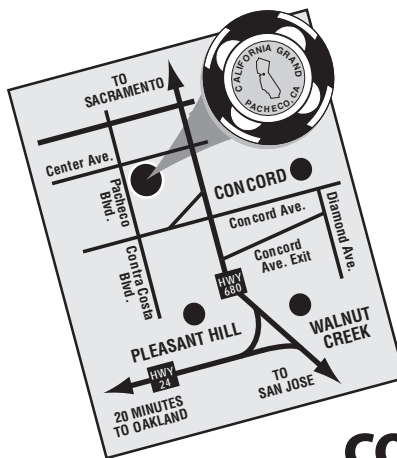 CALIFORNIA GRAND
PACHECO, CA
TO
SACRAMENTO
Center Ave.
Pacheco
Blvd.
CONCORD
Concord Ave.
Diamond Ave.
Concord
Ave. Exit
Contra Costa
Blvd.
HWY
680
PLEASANT HILL
WALNUT
CREEK
HWY
24
TO
SAN JOSE
20 MINUTES
TO OAKLAND